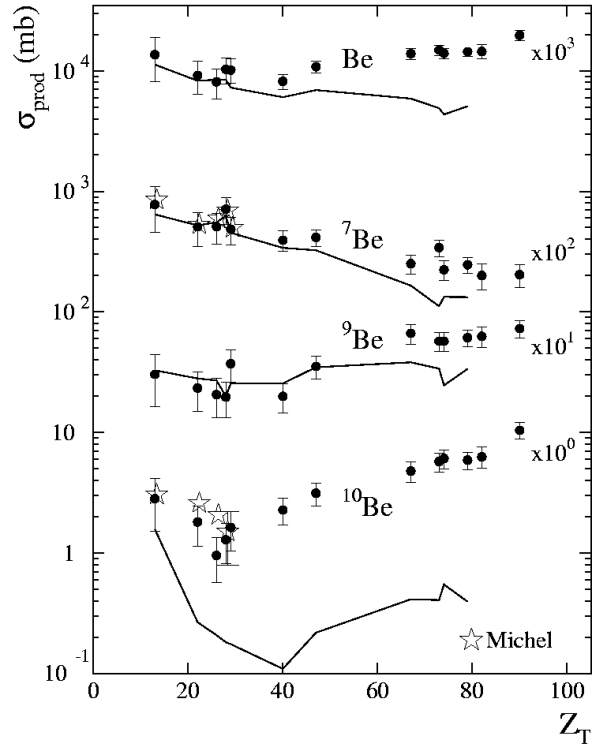 σprod (mb)
10^4
Be
x10^3
10^3
^7Be
x10^2
10^2
^9Be
x10^1
10
^10Be
x10^0
1
Michel
10^-1
0 20 40 60 80 100
Z_T